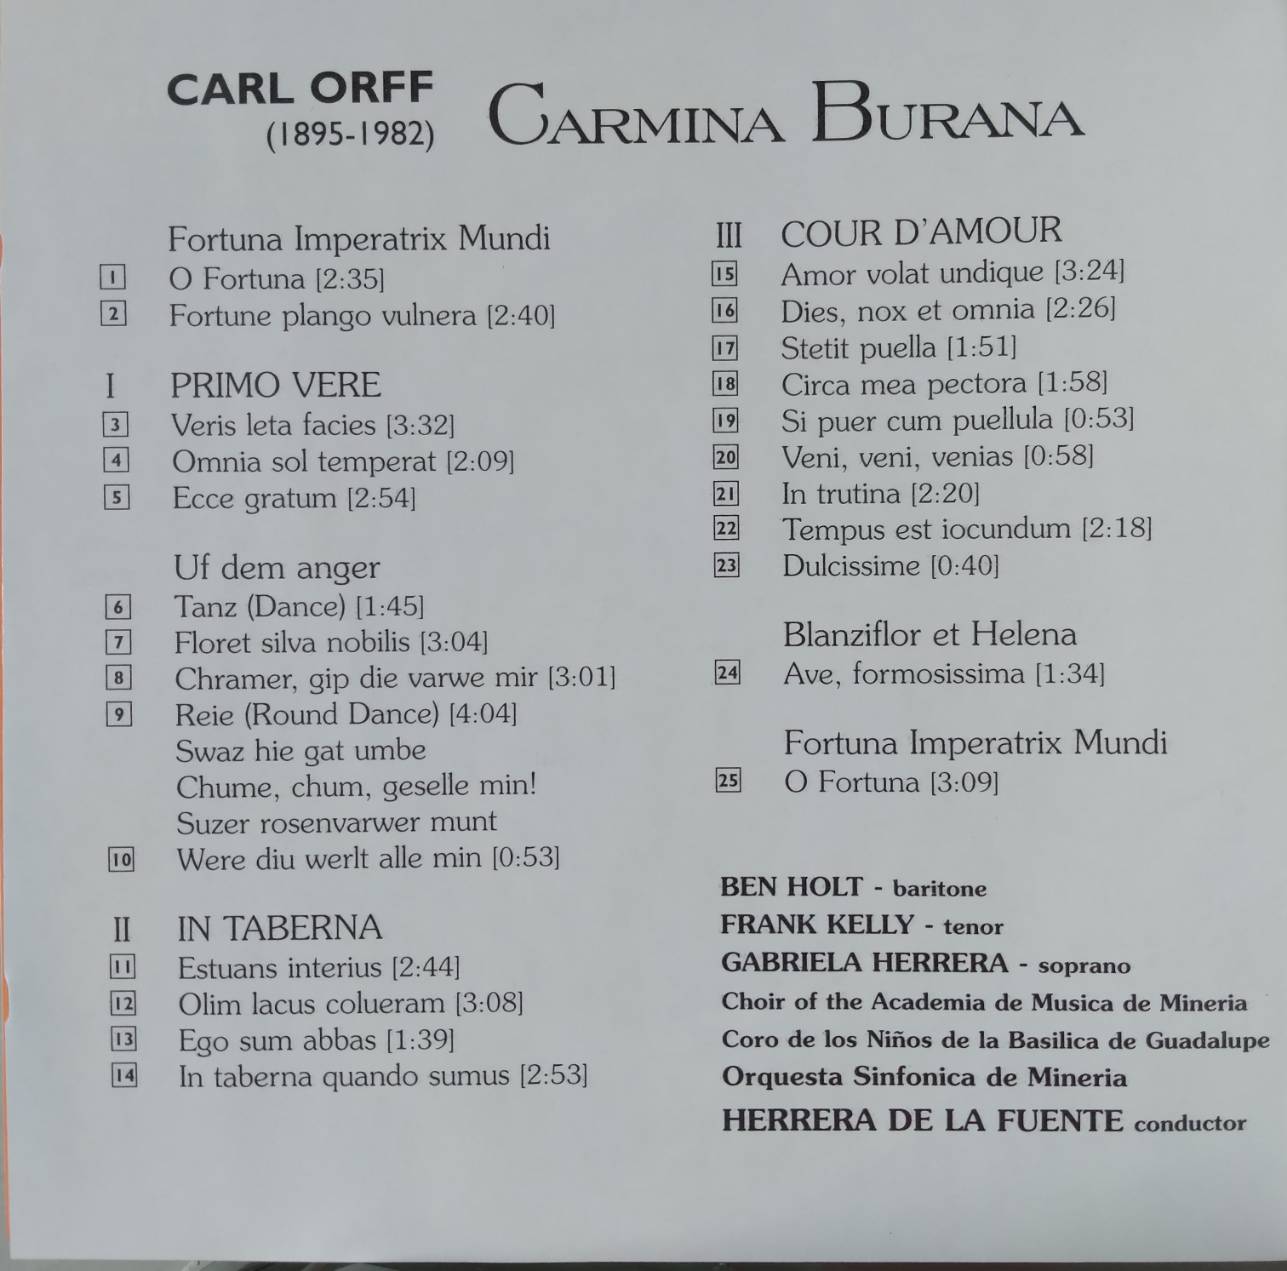 CARL ORFF
(1895-1982)
CARMINA BURANA
Fortuna Imperatrix Mundi
1 O Fortuna [2:35]
2 Fortune plango vulnera [2:40]
I PRIMO VERE
3 Veris leta facies [3:32]
4 Omnia sol temperat [2:09]
5 Ecce gratum [2:54]
Uf dem anger
6 Tanz (Dance) [1:45]
7 Floret silva nobilis [3:04]
8 Chramer, gip die varwe mir [3:01]
9 Reie (Round Dance) [4:04]
Swaz hie gat umbe
Chume, chum, geselle min!
Suzer rosenvarwer munt
10 Were diu werlt alle min [0:53]
II IN TABERNA
11 Estuans interius [2:44]
12 Olim lacus colueram [3:08]
13 Ego sum abbas [1:39]
14 In taberna quando sumus [2:53]
III COUR D'AMOUR
15 Amor volat undique [3:24]
16 Dies, nox et omnia [2:26]
17 Stetit puella [1:51]
18 Circa mea pectora [1:58]
19 Si puer cum puellula [0:53]
20 Veni, veni, venias [0:58]
21 In trutina [2:20]
22 Tempus est iocundum [2:18]
23 Dulcissime [0:40]
Blanziflor et Helena
24 Ave, formosissima [1:34]
Fortuna Imperatrix Mundi
25 O Fortuna [3:09]
BEN HOLT - baritone
FRANK KELLY - tenor
GABRIELA HERRERA - soprano
Choir of the Academia de Musica de Mineria
Coro de los Niños de la Basilica de Guadalupe
Orquesta Sinfonica de Mineria
HERRERA DE LA FUENTE conductor